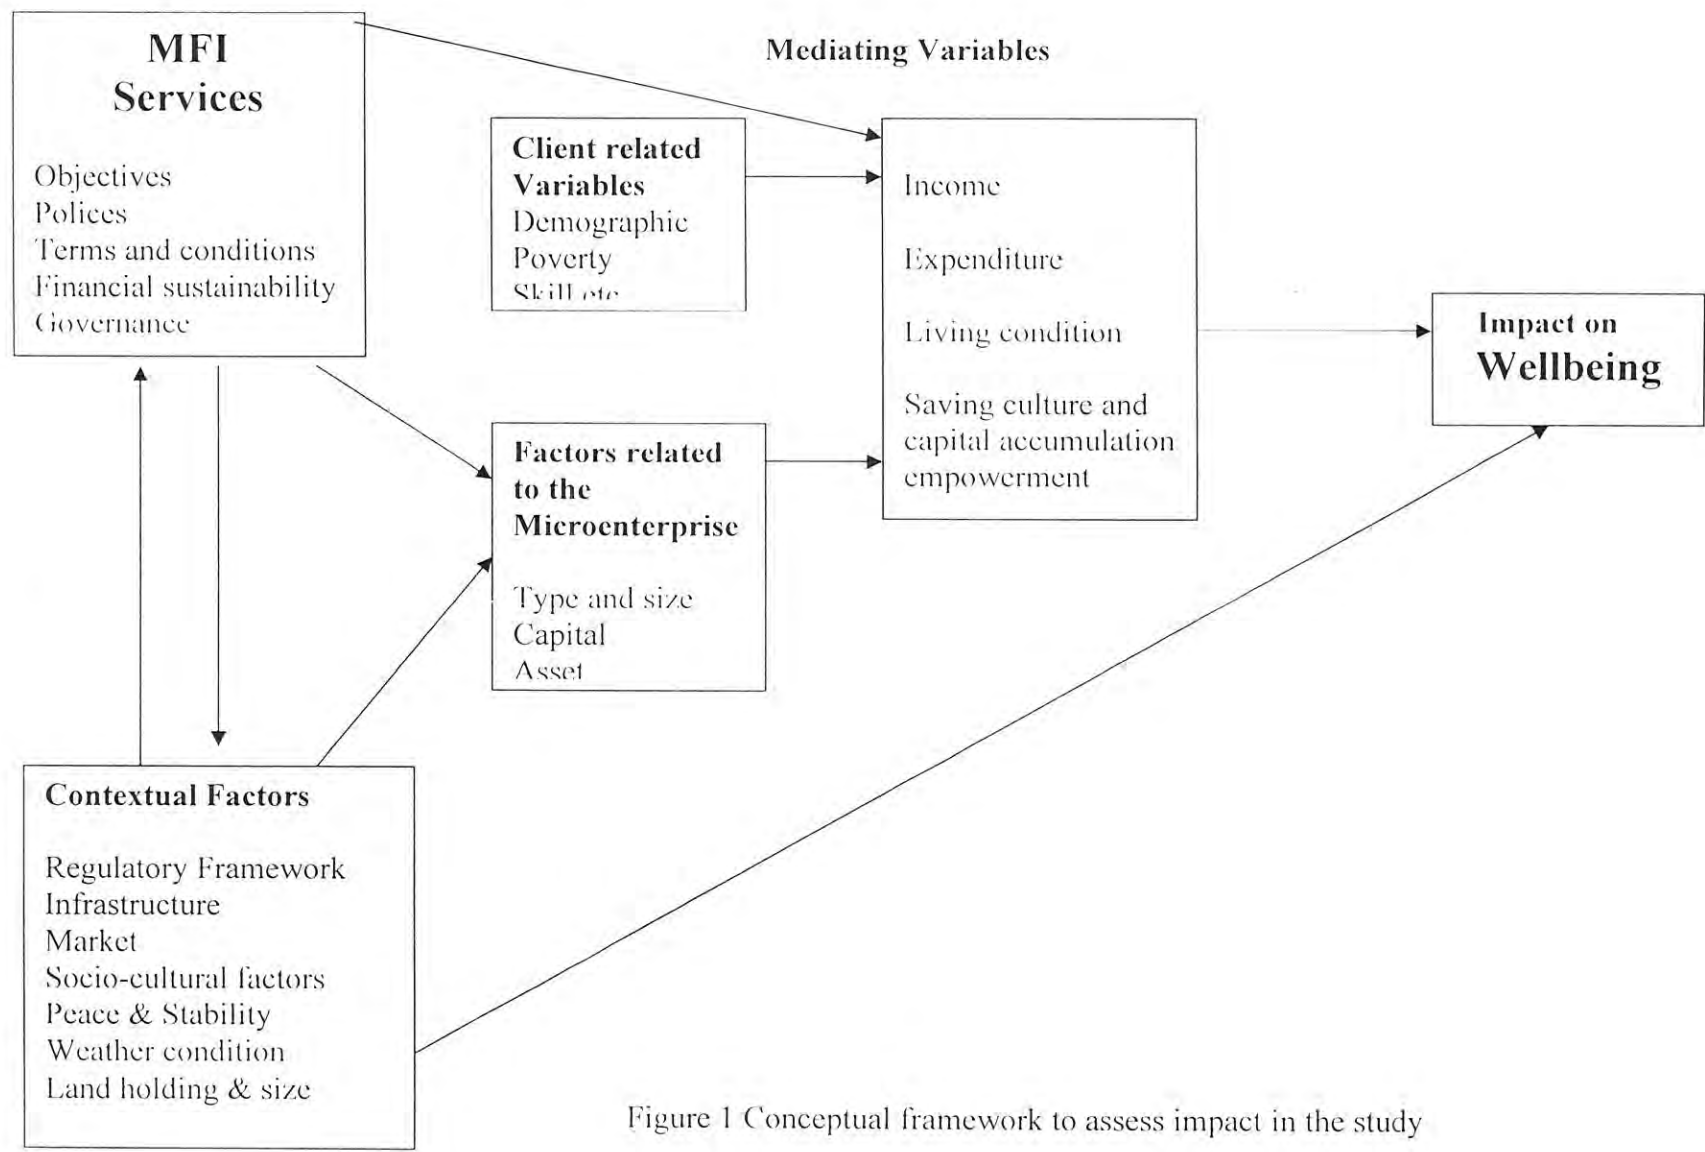 MFI
Services
Objectives
Polices
Terms and conditions
Financial sustainability
Governance
Mediating Variables
Client related
Variables
Demographic
Poverty
Skill etc
Income
Expenditure
Living condition
Saving culture and
capital accumulation
empowerment
Impact on
Wellbeing
Factors related
to the
Microenterprise
Type and size
Capital
Asset
Contextual Factors
Regulatory Framework
Infrastructure
Market
Socio-cultural factors
Peace & Stability
Weather condition
Land holding & size
Figure 1 Conceptual framework to assess impact in the study